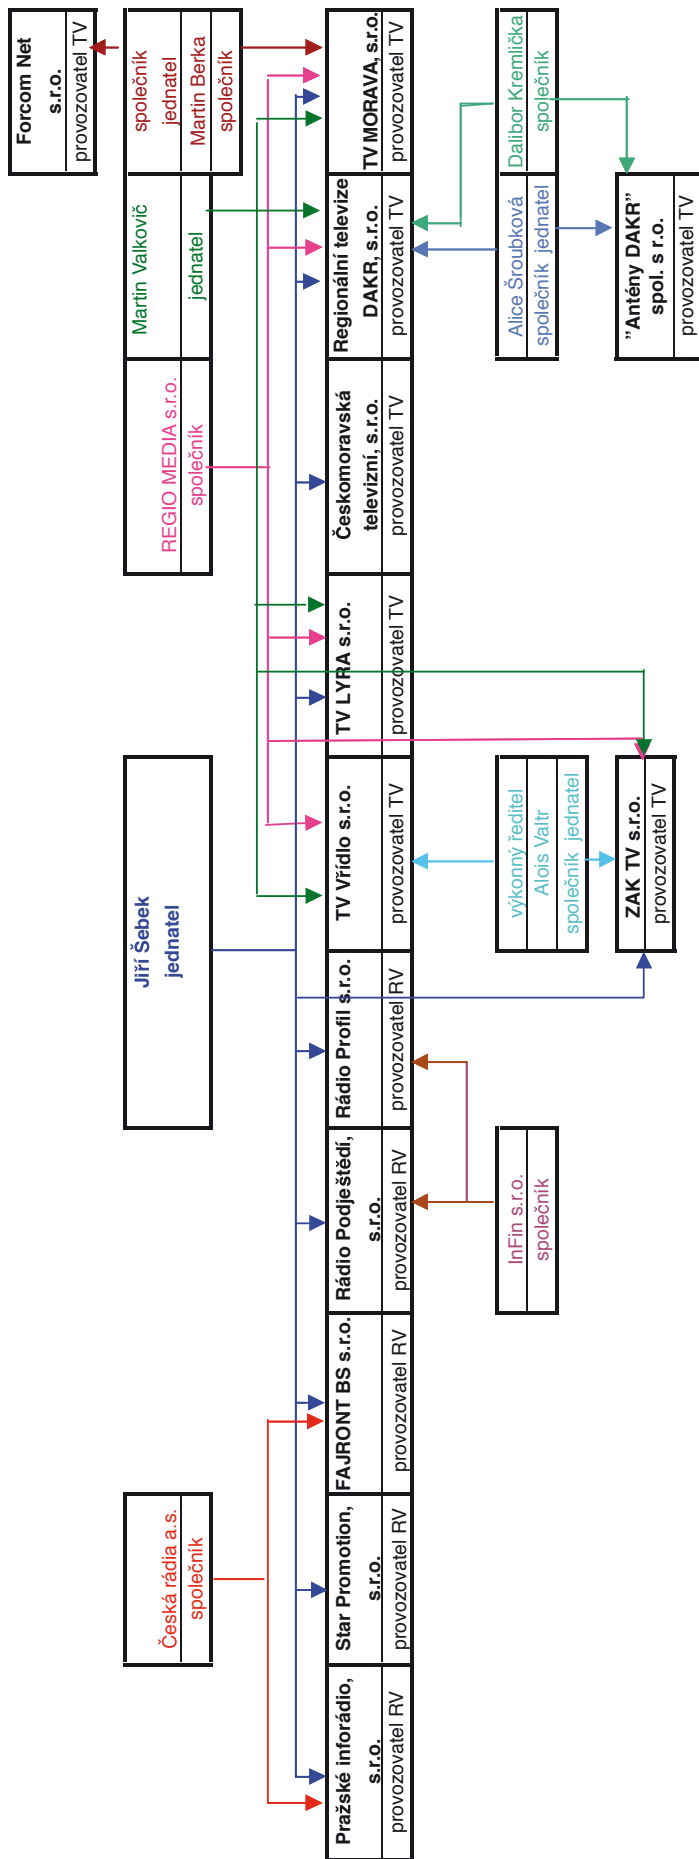 Forcom Net
s.r.o.
provozovatel TV
společník
jednatel
Martin Berka
společník
Martin Valkovič
jednatel
REGIO MEDIA s.r.o.
společník
Jiří Šebek
jednatel
Česká rádia a.s.
společník
Pražské inforádio,
s.r.o.
provozovatel RV
Star Promotion,
s.r.o.
provozovatel RV
FAJRONT BS s.r.o.
provozovatel RV
Rádio Podještědí,
s.r.o.
provozovatel RV
Rádio Profil s.r.o.
provozovatel RV
TV Vřídlo s.r.o.
provozovatel TV
TV LYRA s.r.o.
provozovatel TV
Českomoravská
televizní, s.r.o.
provozovatel TV
Regionální televize
DAKR, s.r.o.
provozovatel TV
TV MORAVA, s.r.o.
provozovatel TV
InFin s.r.o.
společník
výkonný ředitel
Alois Valtr
společník jednatel
Alice Šroubková
společník jednatel
Dalibor Kremlička
společník
ZAK TV s.r.o.
provozovatel TV
”Antény DAKR”
spol. s r.o.
provozovatel TV